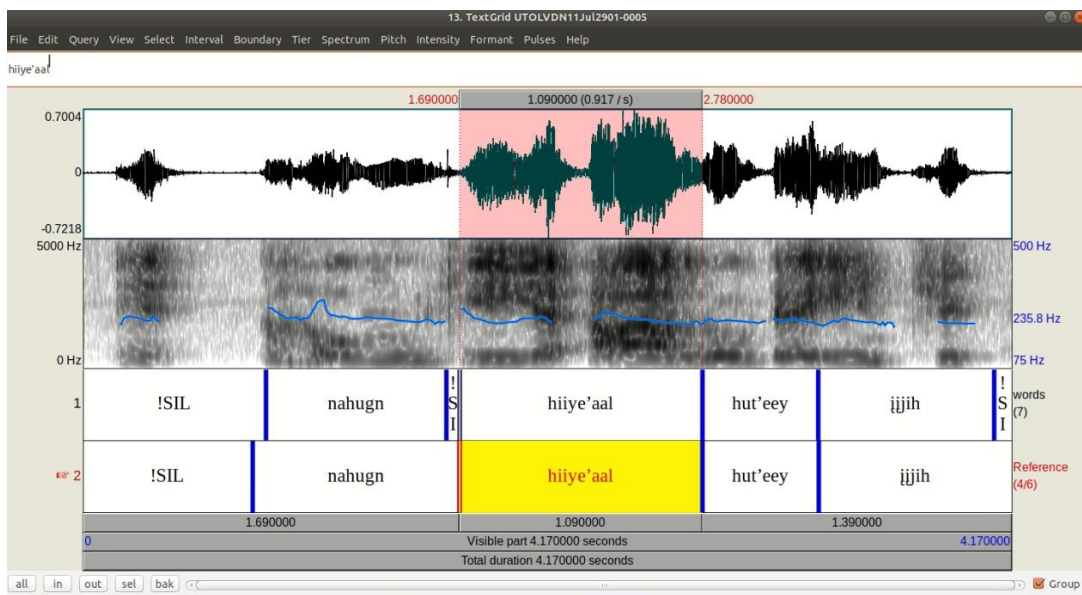 13. TextGrid UTOLVDN11Jul2901-0005
File Edit Query View Select Interval Boundary Tier Spectrum Pitch Intensity Formant Pulses Help
hiiye'aal
1.690000 1.090000 (0.917 / s) 2.780000
0.7004
0
-0.7218
5000 Hz 500 Hz
235.8 Hz
0 Hz 75 Hz
1 !SIL nahugn !SI hiiye’aal hut’eey įįjih !SI words (7)
2 !SIL nahugn hiiye’aal hut’eey įįjih Reference (4/6)
1.690000 1.090000 1.390000
0 Visible part 4.170000 seconds 4.170000
Total duration 4.170000 seconds
all in out sel bak Group